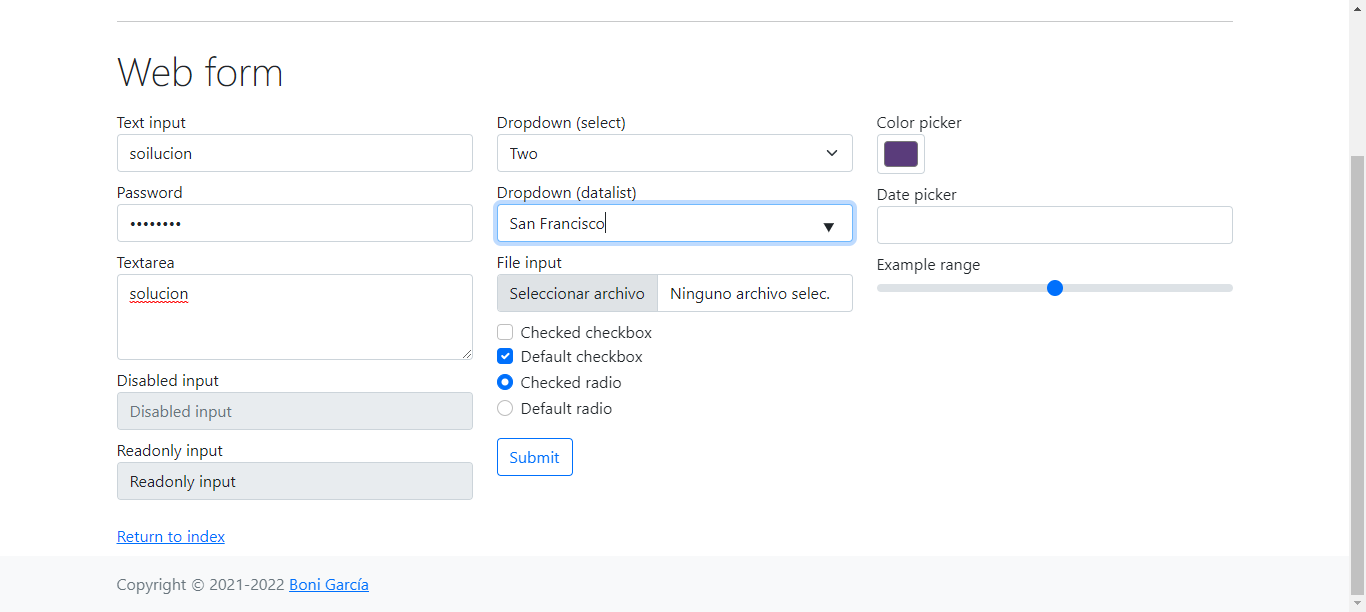 Web form
Text input
soilucion
Password
••••••••
Textarea
solucion
Disabled input
Disabled input
Readonly input
Readonly input
Dropdown (select)
Two
Dropdown (datalist)
San Francisco
File input
Seleccionar archivo Ninguno archivo selec.
Checked checkbox
Default checkbox
Checked radio
Default radio
Submit
Color picker
Date picker
Example range
Return to index
Copyright © 2021-2022 Boni García